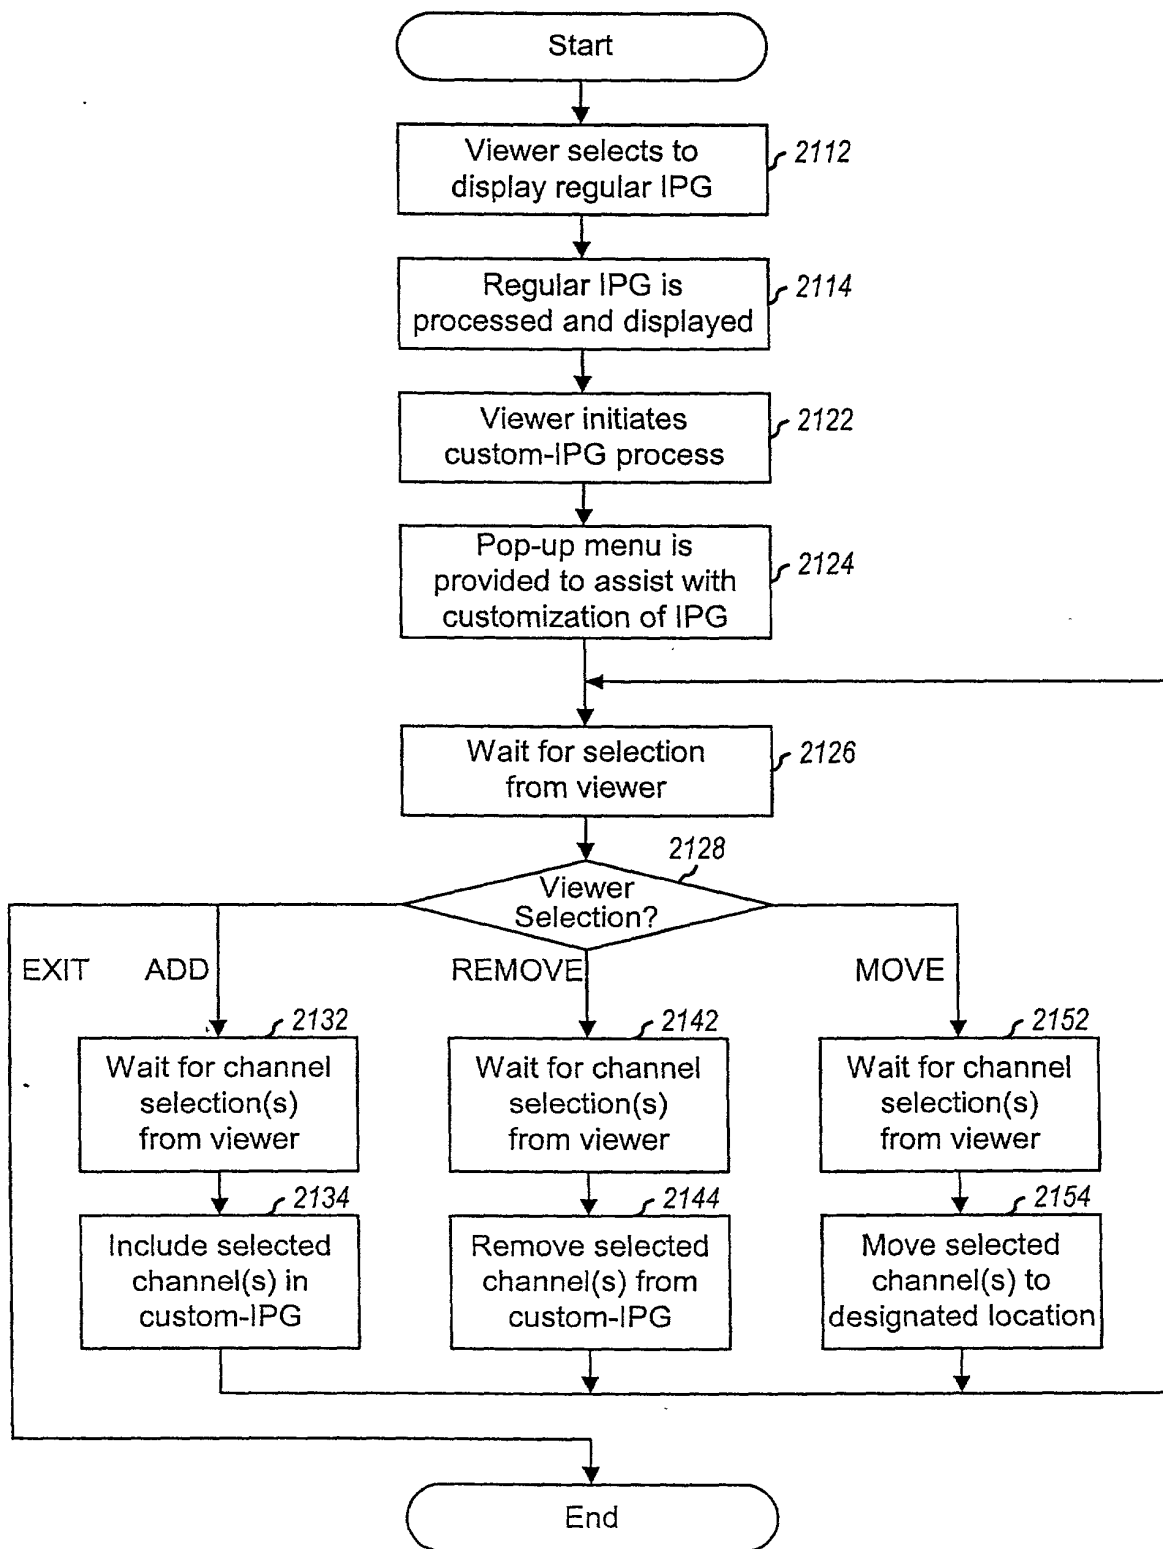 Start
Viewer selects to
display regular IPG
2112
Regular IPG is
processed and displayed
2114
Viewer initiates
custom-IPG process
2122
Pop-up menu is
provided to assist with
customization of IPG
2124
Wait for selection
from viewer
2126
2128
Viewer
Selection?
EXIT
ADD
REMOVE
MOVE
2132
Wait for channel
selection(s)
from viewer
2142
Wait for channel
selection(s)
from viewer
2152
Wait for channel
selection(s)
from viewer
2134
Include selected
channel(s) in
custom-IPG
2144
Remove selected
channel(s) from
custom-IPG
2154
Move selected
channel(s) to
designated location
End